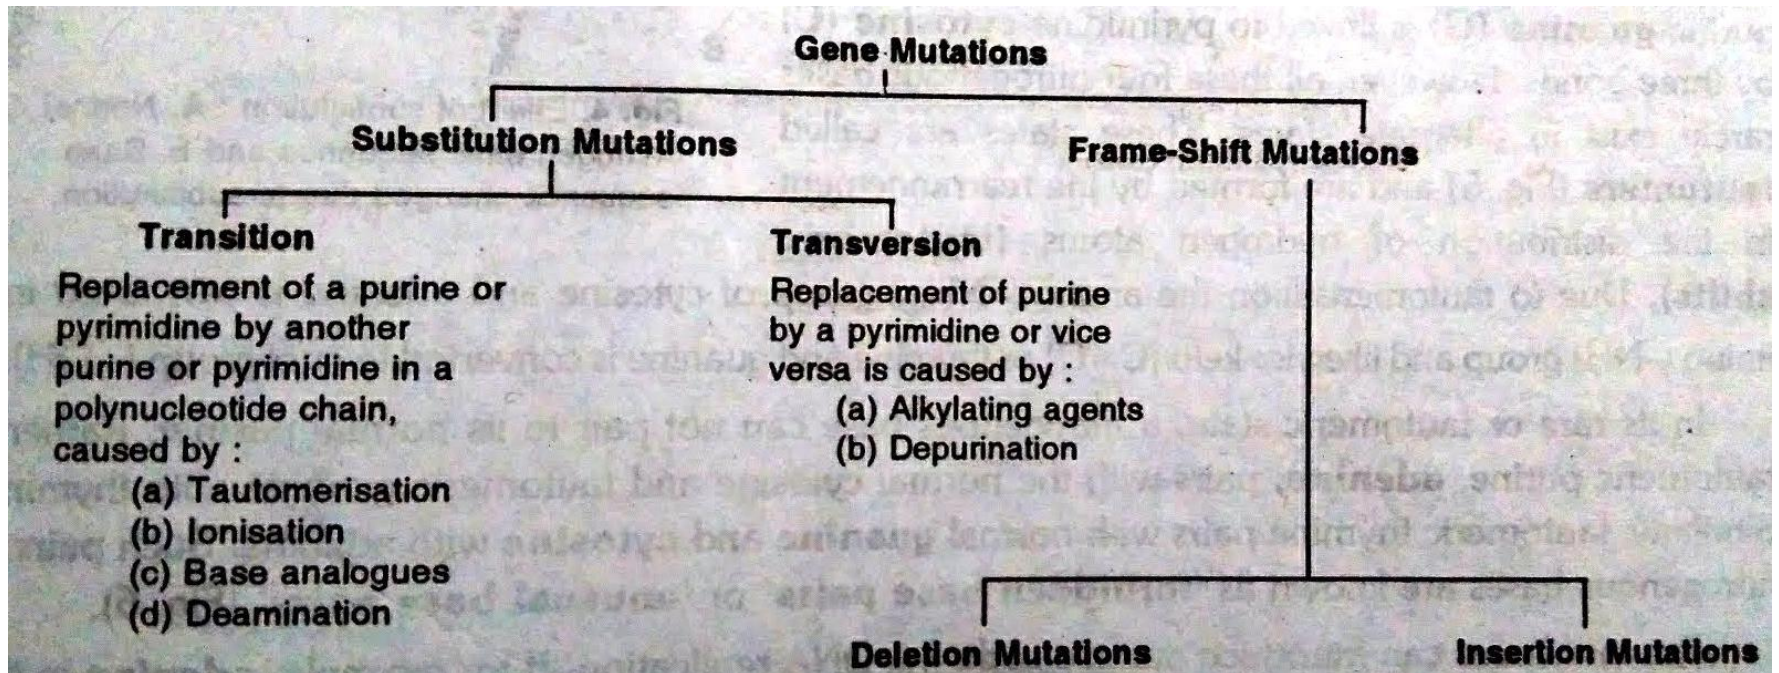 Gene Mutations
Substitution Mutations
Frame-Shift Mutations
Transition
Replacement of a purine or
pyrimidine by another
purine or pyrimidine in a
polynucleotide chain,
caused by :
(a) Tautomerisation
(b) Ionisation
(c) Base analogues
(d) Deamination
Transversion
Replacement of purine
by a pyrimidine or vice
versa is caused by :
(a) Alkylating agents
(b) Depurination
Deletion Mutations
Insertion Mutations